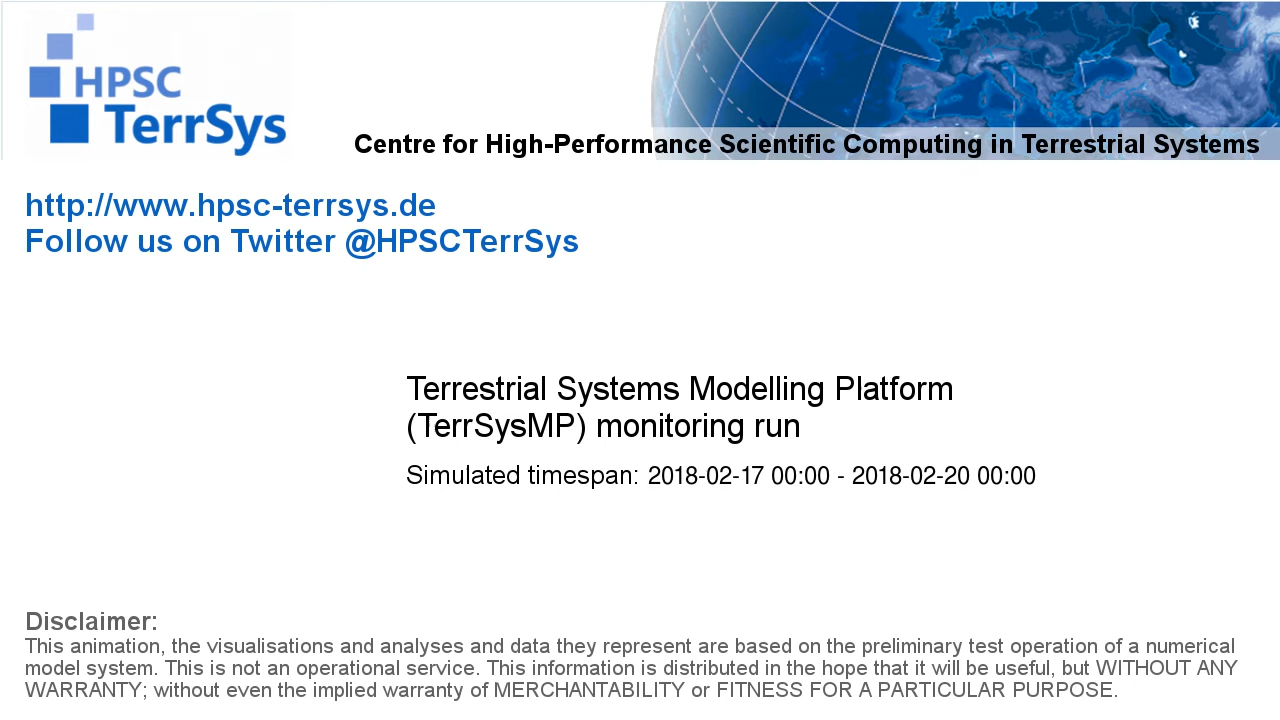 HPSC
TerrSys
Centre for High-Performance Scientific Computing in Terrestrial Systems
http://www.hpsc-terrsys.de
Follow us on Twitter @HPSCTerrSys
Terrestrial Systems Modelling Platform
(TerrSysMP) monitoring run
Simulated timespan: 2018-02-17 00:00 - 2018-02-20 00:00
Disclaimer:
This animation, the visualisations and analyses and data they represent are based on the preliminary test operation of a numerical
model system. This is not an operational service. This information is distributed in the hope that it will be useful, but WITHOUT ANY
WARRANTY; without even the implied warranty of MERCHANTABILITY or FITNESS FOR A PARTICULAR PURPOSE.